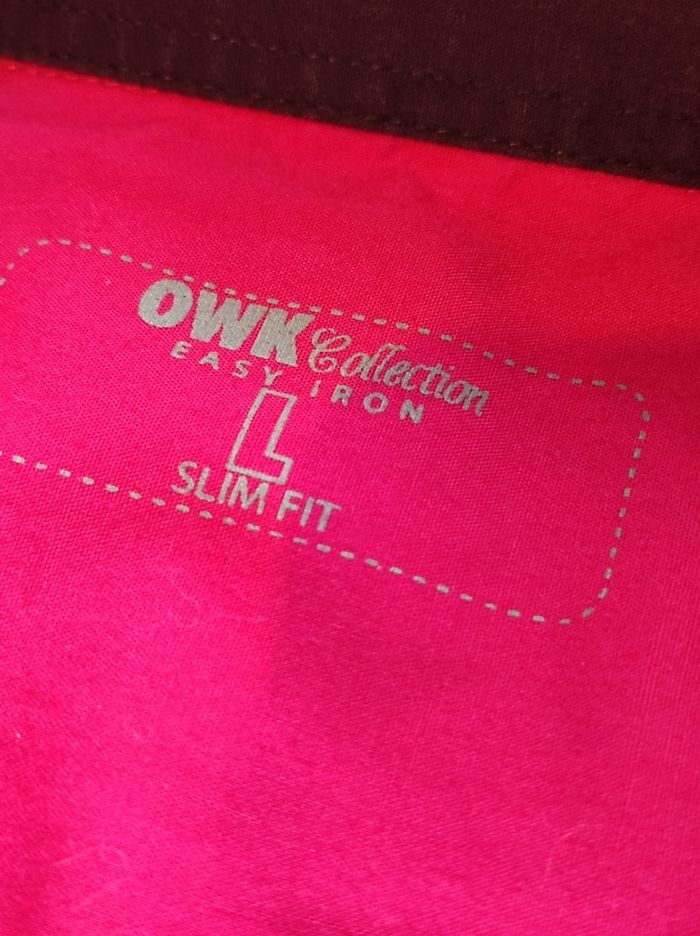 OWK Collection
EASY IRON
L
SLIM FIT